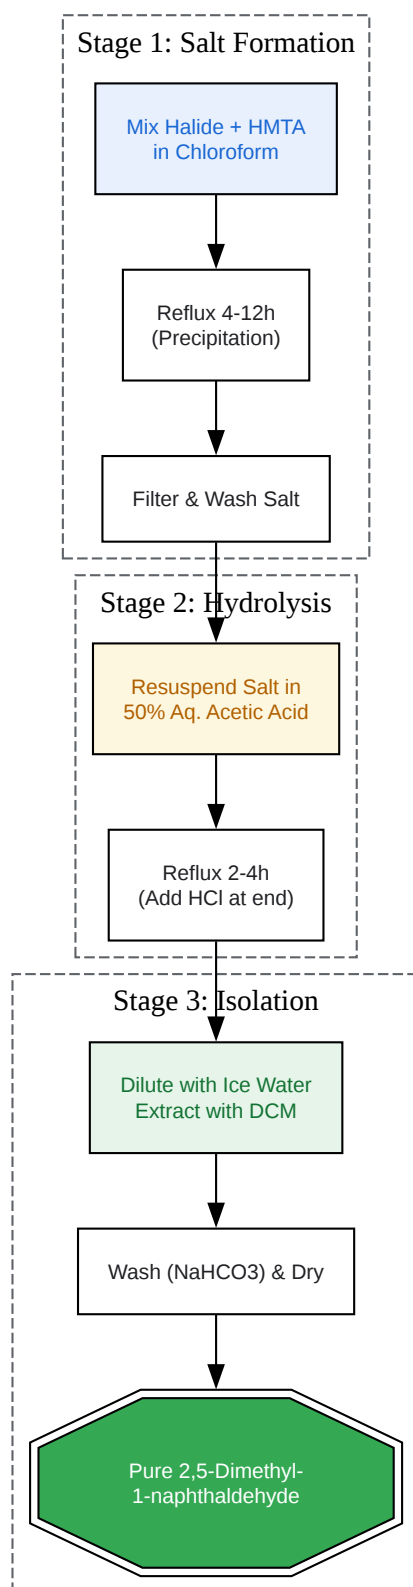 Stage 1: Salt Formation
Mix Halide + HMTA
in Chloroform
Reflux 4-12h
(Precipitation)
Filter & Wash Salt
Stage 2: Hydrolysis
Resuspend Salt in
50% Aq. Acetic Acid
Reflux 2-4h
(Add HCl at end)
Stage 3: Isolation
Dilute with Ice Water
Extract with DCM
Wash (NaHCO3) & Dry
Pure 2,5-Dimethyl-
1-naphthaldehyde